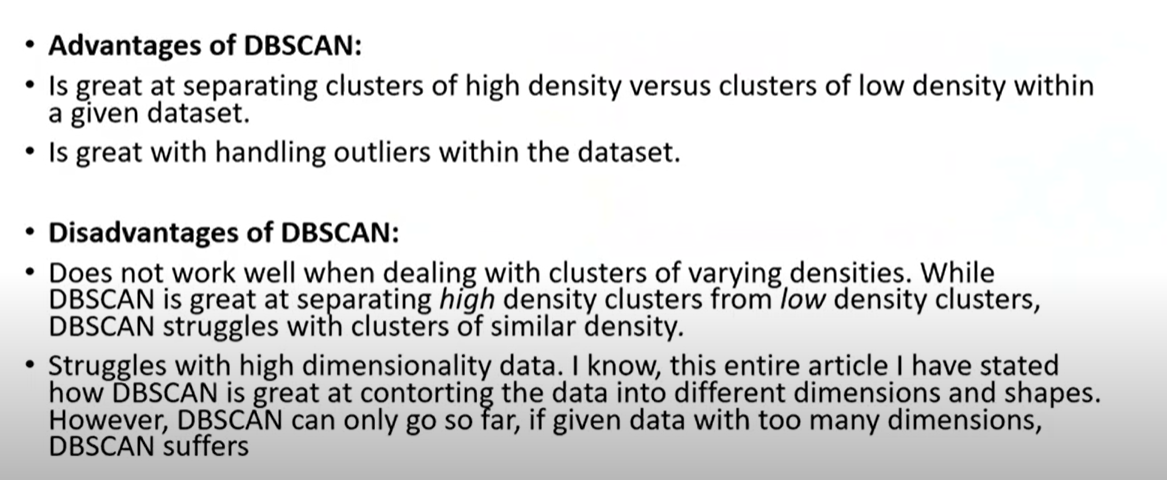 • Advantages of DBSCAN:
• Is great at separating clusters of high density versus clusters of low density within
a given dataset.
• Is great with handling outliers within the dataset.
• Disadvantages of DBSCAN:
• Does not work well when dealing with clusters of varying densities. While
DBSCAN is great at separating high density clusters from low density clusters,
DBSCAN struggles with clusters of similar density.
• Struggles with high dimensionality data. I know, this entire article I have stated
how DBSCAN is great at contorting the data into different dimensions and shapes.
However, DBSCAN can only go so far, if given data with too many dimensions,
DBSCAN suffers